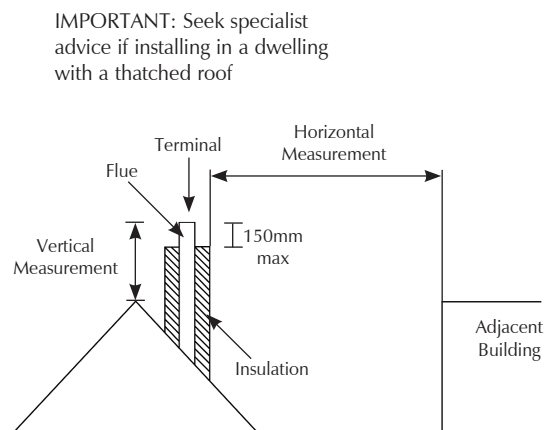 IMPORTANT: Seek specialist
advice if installing in a dwelling
with a thatched roof
Horizontal
Measurement
Terminal
Flue
150mm
max
Vertical
Measurement
Adjacent
Building
Insulation